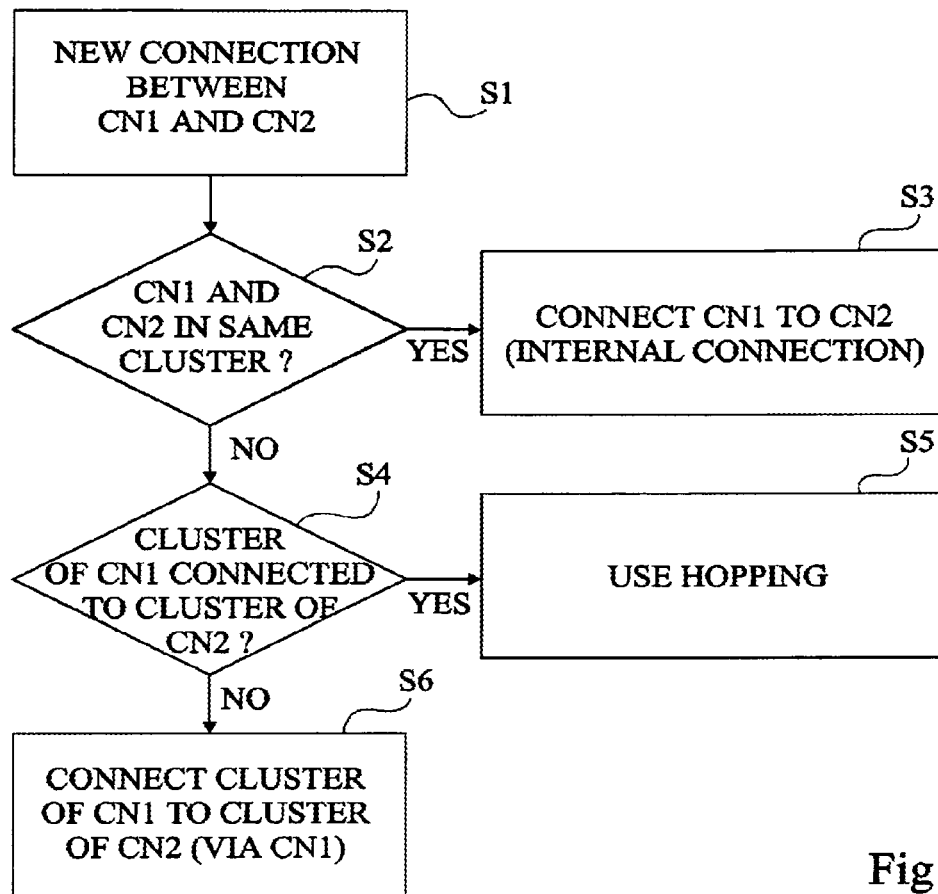 NEW CONNECTION
BETWEEN
CN1 AND CN2
S1
S2
CN1 AND
CN2 IN SAME
CLUSTER ?
YES
S3
CONNECT CN1 TO CN2
(INTERNAL CONNECTION)
NO
S4
CLUSTER
OF CN1 CONNECTED
TO CLUSTER OF
CN2 ?
YES
S5
USE HOPPING
NO
S6
CONNECT CLUSTER
OF CN1 TO CLUSTER
OF CN2 (VIA CN1)
Fig